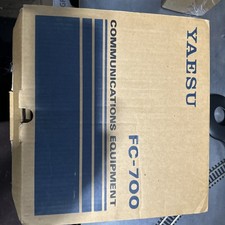 YAESU
FC-700
COMMUNICATIONS EQUIPMENT